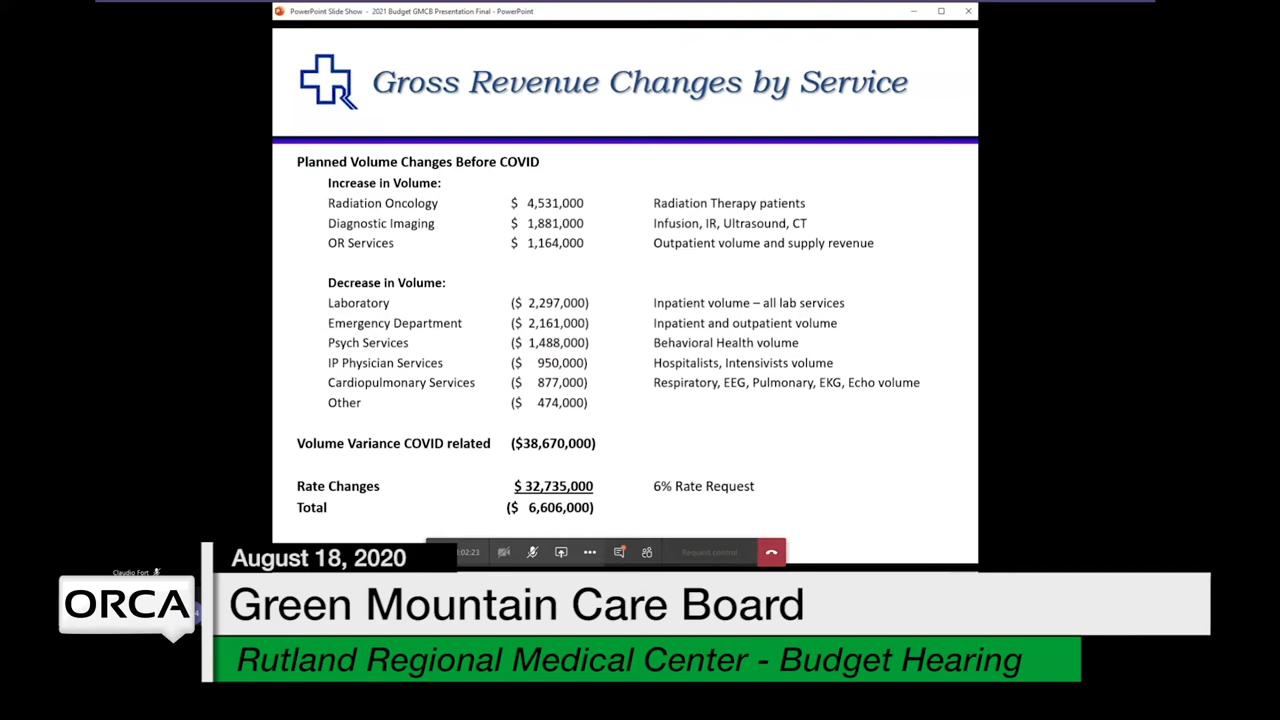 PowerPoint Slide Show - 2021 Budget GMCB Presentation Final - PowerPoint
Gross Revenue Changes by Service
Planned Volume Changes Before COVID
Increase in Volume:
Radiation Oncology $ 4,531,000 Radiation Therapy patients
Diagnostic Imaging $ 1,881,000 Infusion, IR, Ultrasound, CT
OR Services $ 1,164,000 Outpatient volume and supply revenue
Decrease in Volume:
Laboratory ($ 2,297,000) Inpatient volume – all lab services
Emergency Department ($ 2,161,000) Inpatient and outpatient volume
Psych Services ($ 1,488,000) Behavioral Health volume
IP Physician Services ($ 950,000) Hospitalists, Intensivists volume
Cardiopulmonary Services ($ 877,000) Respiratory, EEG, Pulmonary, EKG, Echo volume
Other ($ 474,000)
Volume Variance COVID related ($38,670,000)
Rate Changes $ 32,735,000 6% Rate Request
Total ($ 6,606,000)
:02:23 Request control
August 18, 2020
Claudio Fort
ORCA
Green Mountain Care Board
Rutland Regional Medical Center - Budget Hearing